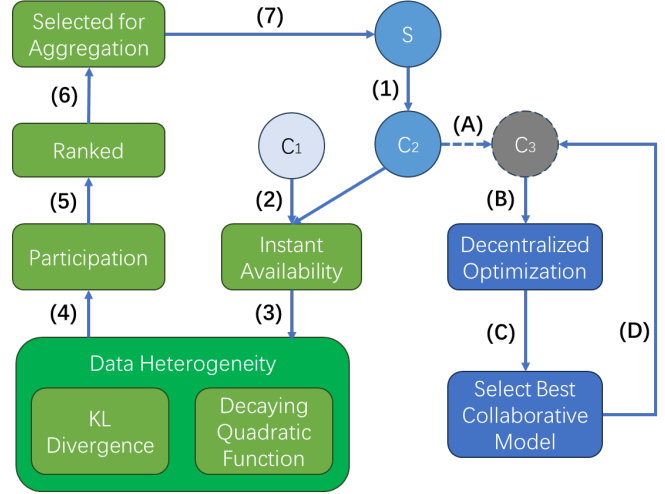 Selected for
Aggregation
(7)
S
(1)
(6)
Ranked
C1
C2
(A)
C3
(5)
(2)
(B)
Participation
Instant
Availability
Decentralized
Optimization
(4)
(3)
(C)
(D)
Data Heterogeneity
KL
Divergence
Decaying
Quadratic
Function
Select Best
Collaborative
Model